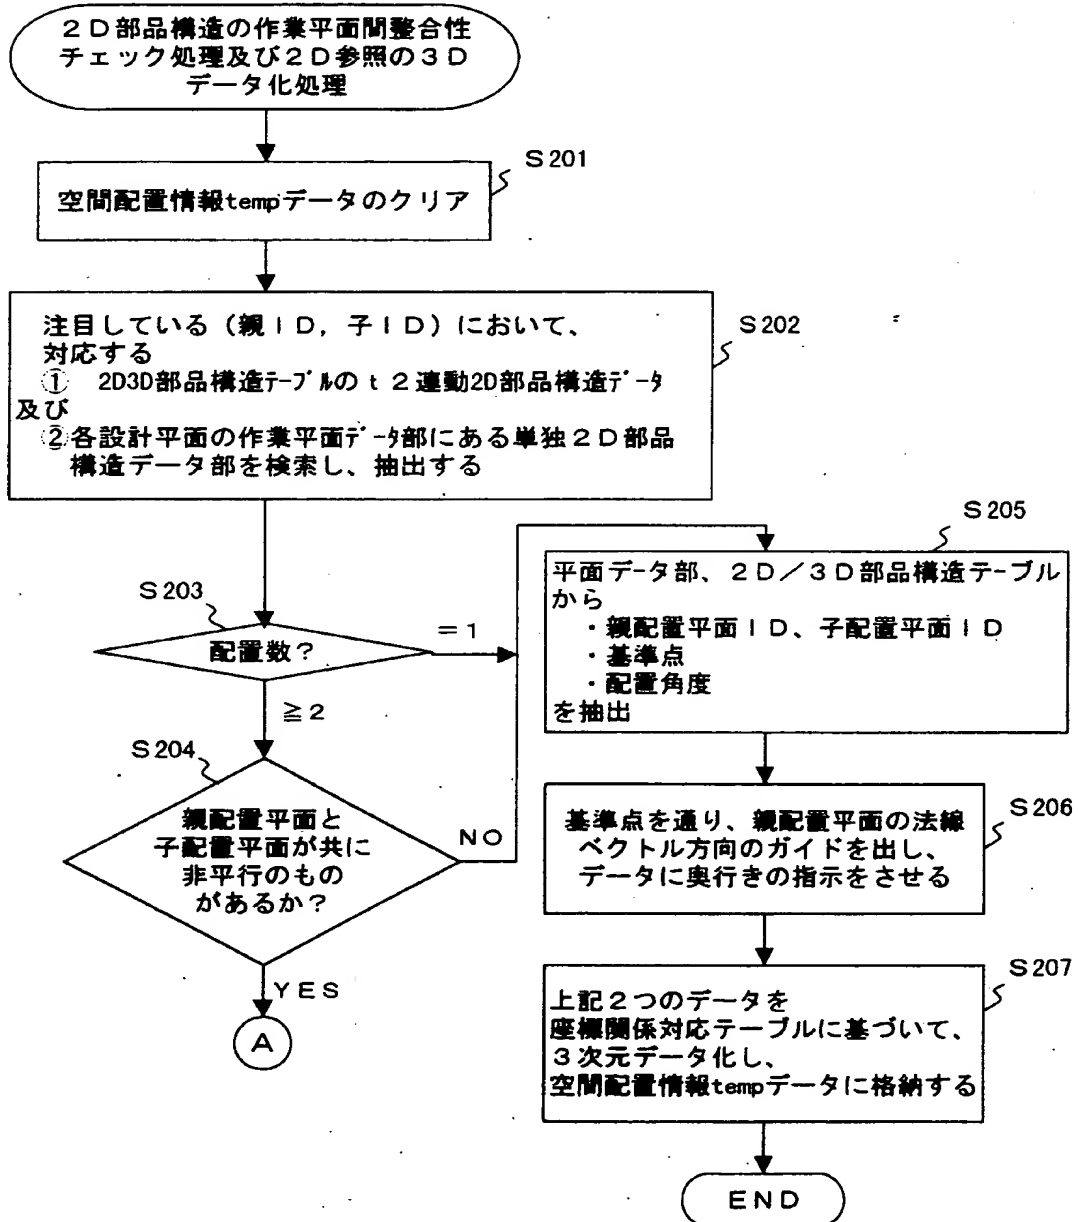 2D部品構造の作業平面間整合性
チェック処理及び2D参照の3D
データ化処理
S201
空間配置情報tempデータのクリア
S202
注目している(親ID,子ID)において、
対応する
① 2D3D部品構造テーブルのt2連動2D部品構造データ
及び
②各設計平面の作業平面データ部にある単独2D部品
構造データ部を検索し、抽出する
S203
配置数?
=1
≧2
S204
親配置平面と
子配置平面が共に
非平行のもの
があるか?
NO
YES
A
S205
平面データ部、2D/3D部品構造テーブル
から
・親配置平面ID、子配置平面ID
・基準点
・配置角度
を抽出
S206
基準点を通り、親配置平面の法線
ベクトル方向のガイドを出し、
データに奥行きの指示をさせる
S207
上記2つのデータを
座標関係対応テーブルに基づいて、
3次元データ化し、
空間配置情報tempデータに格納する
END